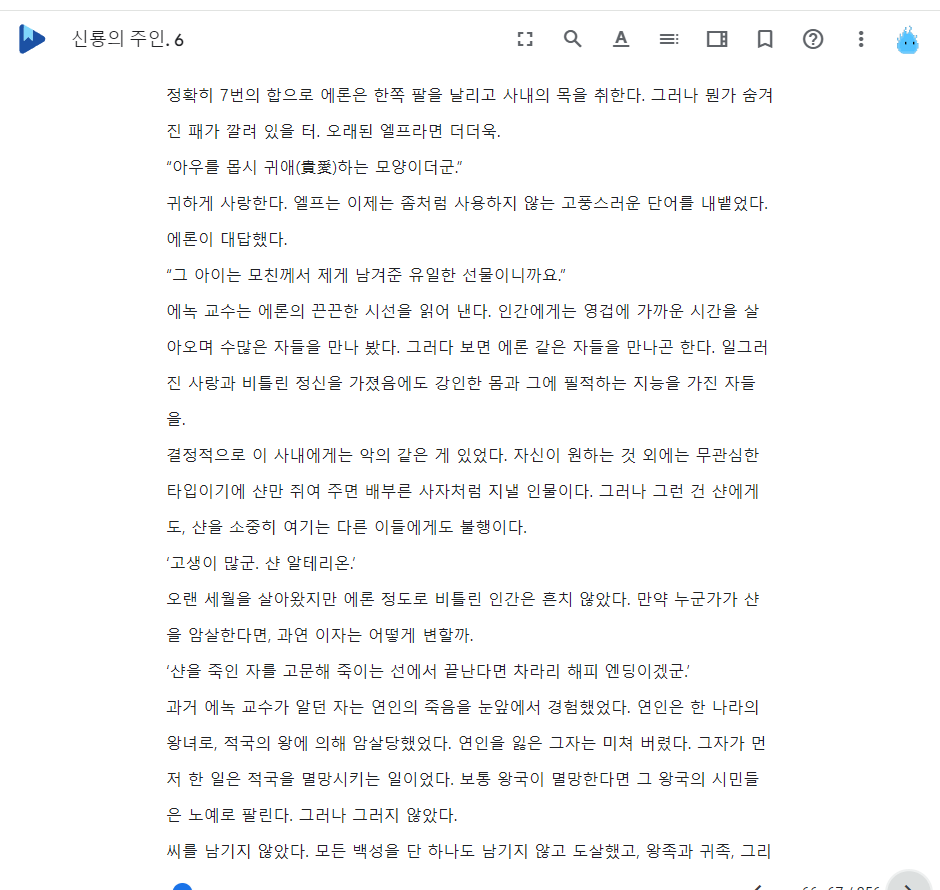 신룡의 주인. 6
정확히 7번의 합으로 에론은 한쪽 팔을 날리고 사내의 목을 취한다. 그러나 뭔가 숨겨
진 패가 깔려 있을 터. 오래된 엘프라면 더더욱.
“아우를 몹시 귀애(貴愛)하는 모양이더군.”
귀하게 사랑한다. 엘프는 이제는 좀처럼 사용하지 않는 고풍스러운 단어를 내뱉었다.
에론이 대답했다.
“그 아이는 모친께서 제게 남겨준 유일한 선물이니까요.”
에녹 교수는 에론의 끈끈한 시선을 읽어 낸다. 인간에게는 영겁에 가까운 시간을 살
아오며 수많은 자들을 만나 봤다. 그러다 보면 에론 같은 자들을 만나곤 한다. 일그러
진 사랑과 비틀린 정신을 가졌음에도 강인한 몸과 그에 필적하는 지능을 가진 자들
을.
결정적으로 이 사내에게는 악의 같은 게 있었다. 자신이 원하는 것 외에는 무관심한
타입이기에 샨만 쥐여 주면 배부른 사자처럼 지낼 인물이다. 그러나 그런 건 샨에게
도, 샨을 소중히 여기는 다른 이들에게도 불행이다.
‘고생이 많군. 샨 알테리온.’
오랜 세월을 살아왔지만 에론 정도로 비틀린 인간은 흔치 않았다. 만약 누군가가 샨
을 암살한다면, 과연 이자는 어떻게 변할까.
‘샨을 죽인 자를 고문해 죽이는 선에서 끝난다면 차라리 해피 엔딩이겠군.’
과거 에녹 교수가 알던 자는 연인의 죽음을 눈앞에서 경험했었다. 연인은 한 나라의
왕녀로, 적국의 왕에 의해 암살당했었다. 연인을 잃은 그자는 미쳐 버렸다. 그자가 먼
저 한 일은 적국을 멸망시키는 일이었다. 보통 왕국이 멸망한다면 그 왕국의 시민들
은 노예로 팔린다. 그러나 그러지 않았다.
씨를 남기지 않았다. 모든 백성을 단 하나도 남기지 않고 도살했고, 왕족과 귀족, 그리